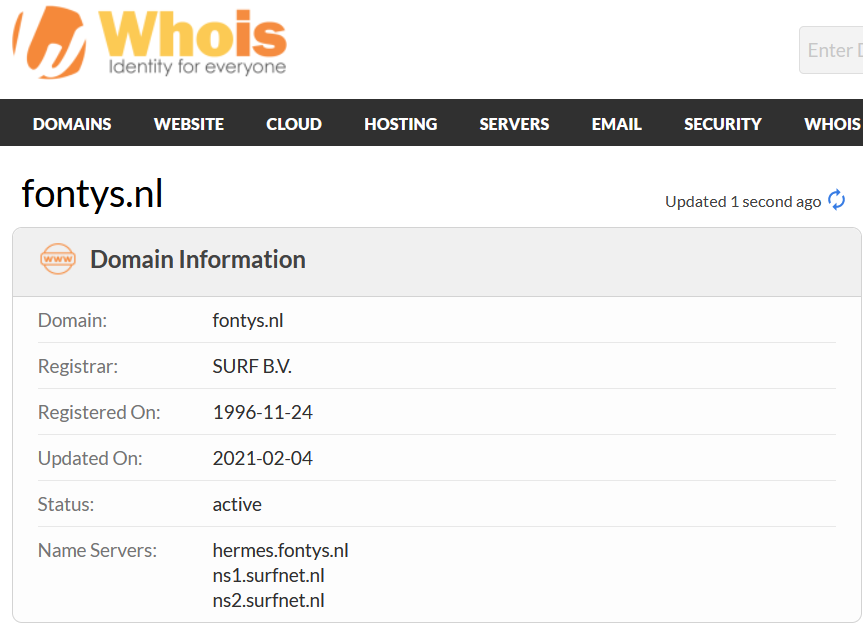 Whois
Identity for everyone
Enter D
DOMAINS WEBSITE CLOUD HOSTING SERVERS EMAIL SECURITY WHOIS
fontys.nl
Updated 1 second ago
www Domain Information
Domain: fontys.nl
Registrar: SURF B.V.
Registered On: 1996-11-24
Updated On: 2021-02-04
Status: active
Name Servers: hermes.fontys.nl
ns1.surfnet.nl
ns2.surfnet.nl